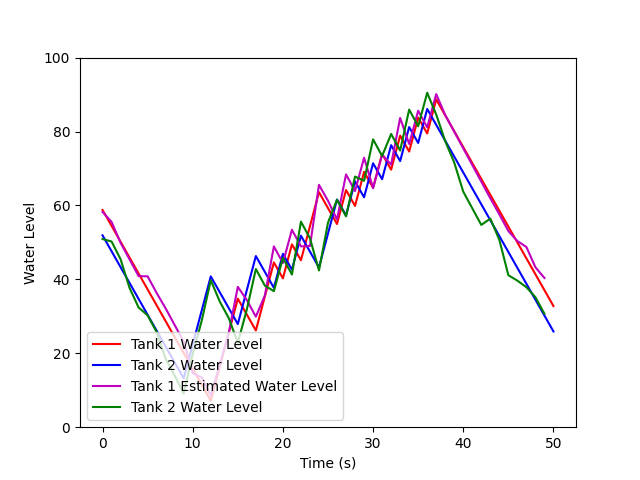 100
80
60
40
20
0
Water Level
Tank 1 Water Level
Tank 2 Water Level
Tank 1 Estimated Water Level
Tank 2 Water Level
0 10 20 30 40 50
Time (s)